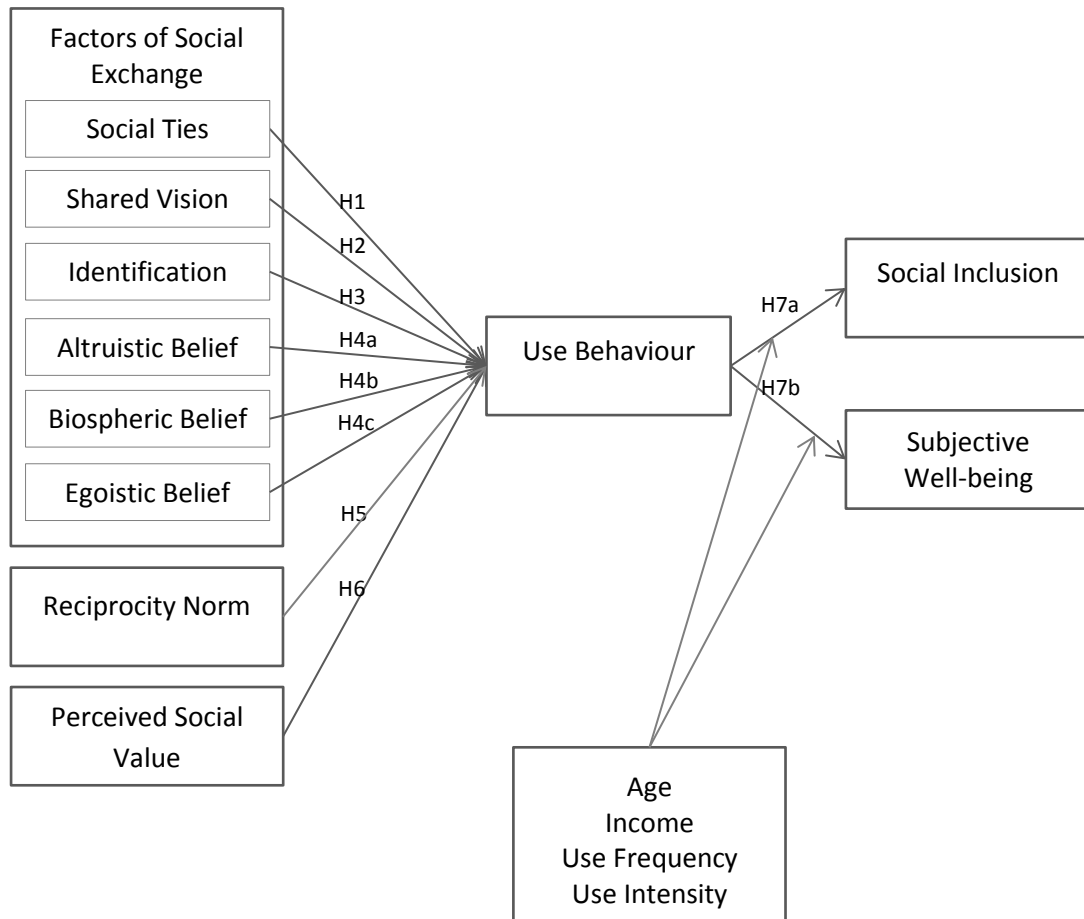 Factors of Social
Exchange
Social Ties
Shared Vision
Identification
Altruistic Belief
Biospheric Belief
Egoistic Belief
Reciprocity Norm
Perceived Social
Value
H1
H2
H3
H4a
H4b
H4c
H5
H6
Use Behaviour
H7a
H7b
Social Inclusion
Subjective
Well-being
Age
Income
Use Frequency
Use Intensity